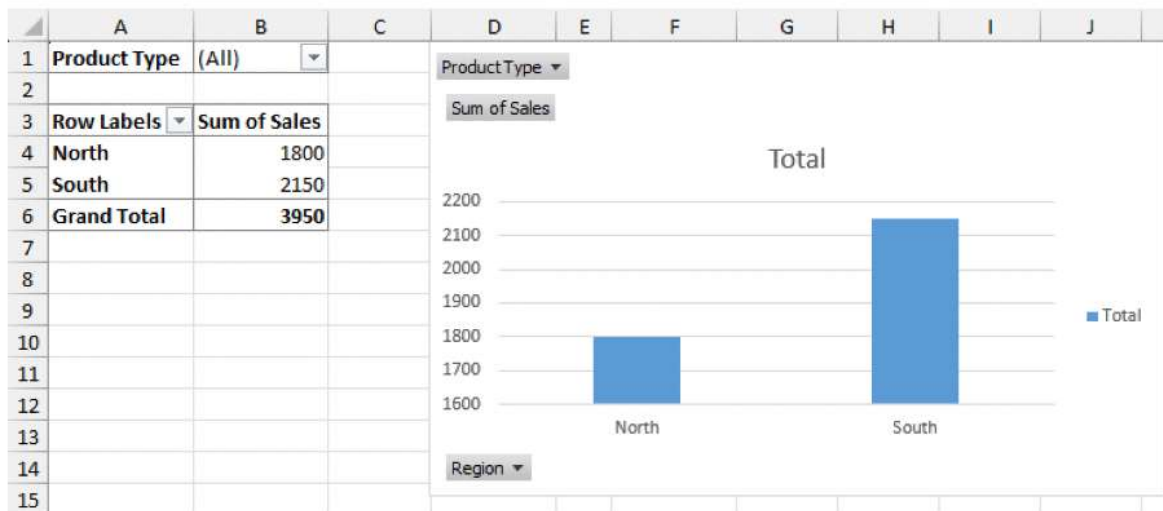 A B C D E F G H I J
1 Product Type (All)
2
3 Row Labels Sum of Sales
4 North 1800
5 South 2150
6 Grand Total 3950
7
8
9
10
11
12
13
14
15
Product Type
Sum of Sales
Total
2200
2100
2000
1900
1800
1700
1600
North South
Total
Region